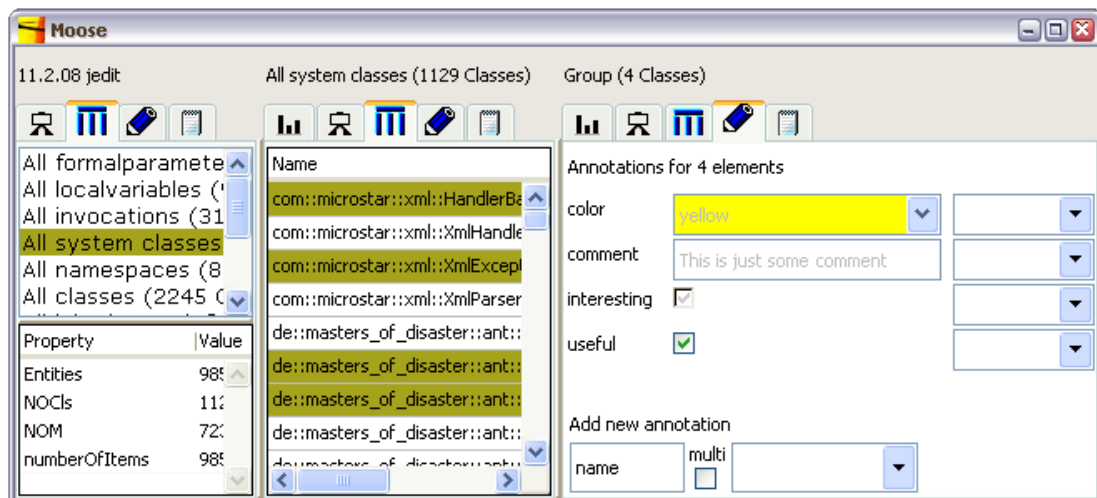 Moose
11.2.08 jedit
All system classes (1129 Classes)
Group (4 Classes)
All formalparamete
All localvariables (
All invocations (31
All system classes
All namespaces (8
All classes (2245
Property Value
Entities 985
NOCls 112
NOM 723
numberOfItems 985
Name
com::microstar::xml::HandlerBa
com::microstar::xml::XmlHandle
com::microstar::xml::XmlExcep
com::microstar::xml::XmlParser
de::masters_of_disaster::ant::
de::masters_of_disaster::ant::
de::masters_of_disaster::ant::
de::masters_of_disaster::ant::
Annotations for 4 elements
color yellow
comment This is just some comment
interesting
useful
Add new annotation
name multi